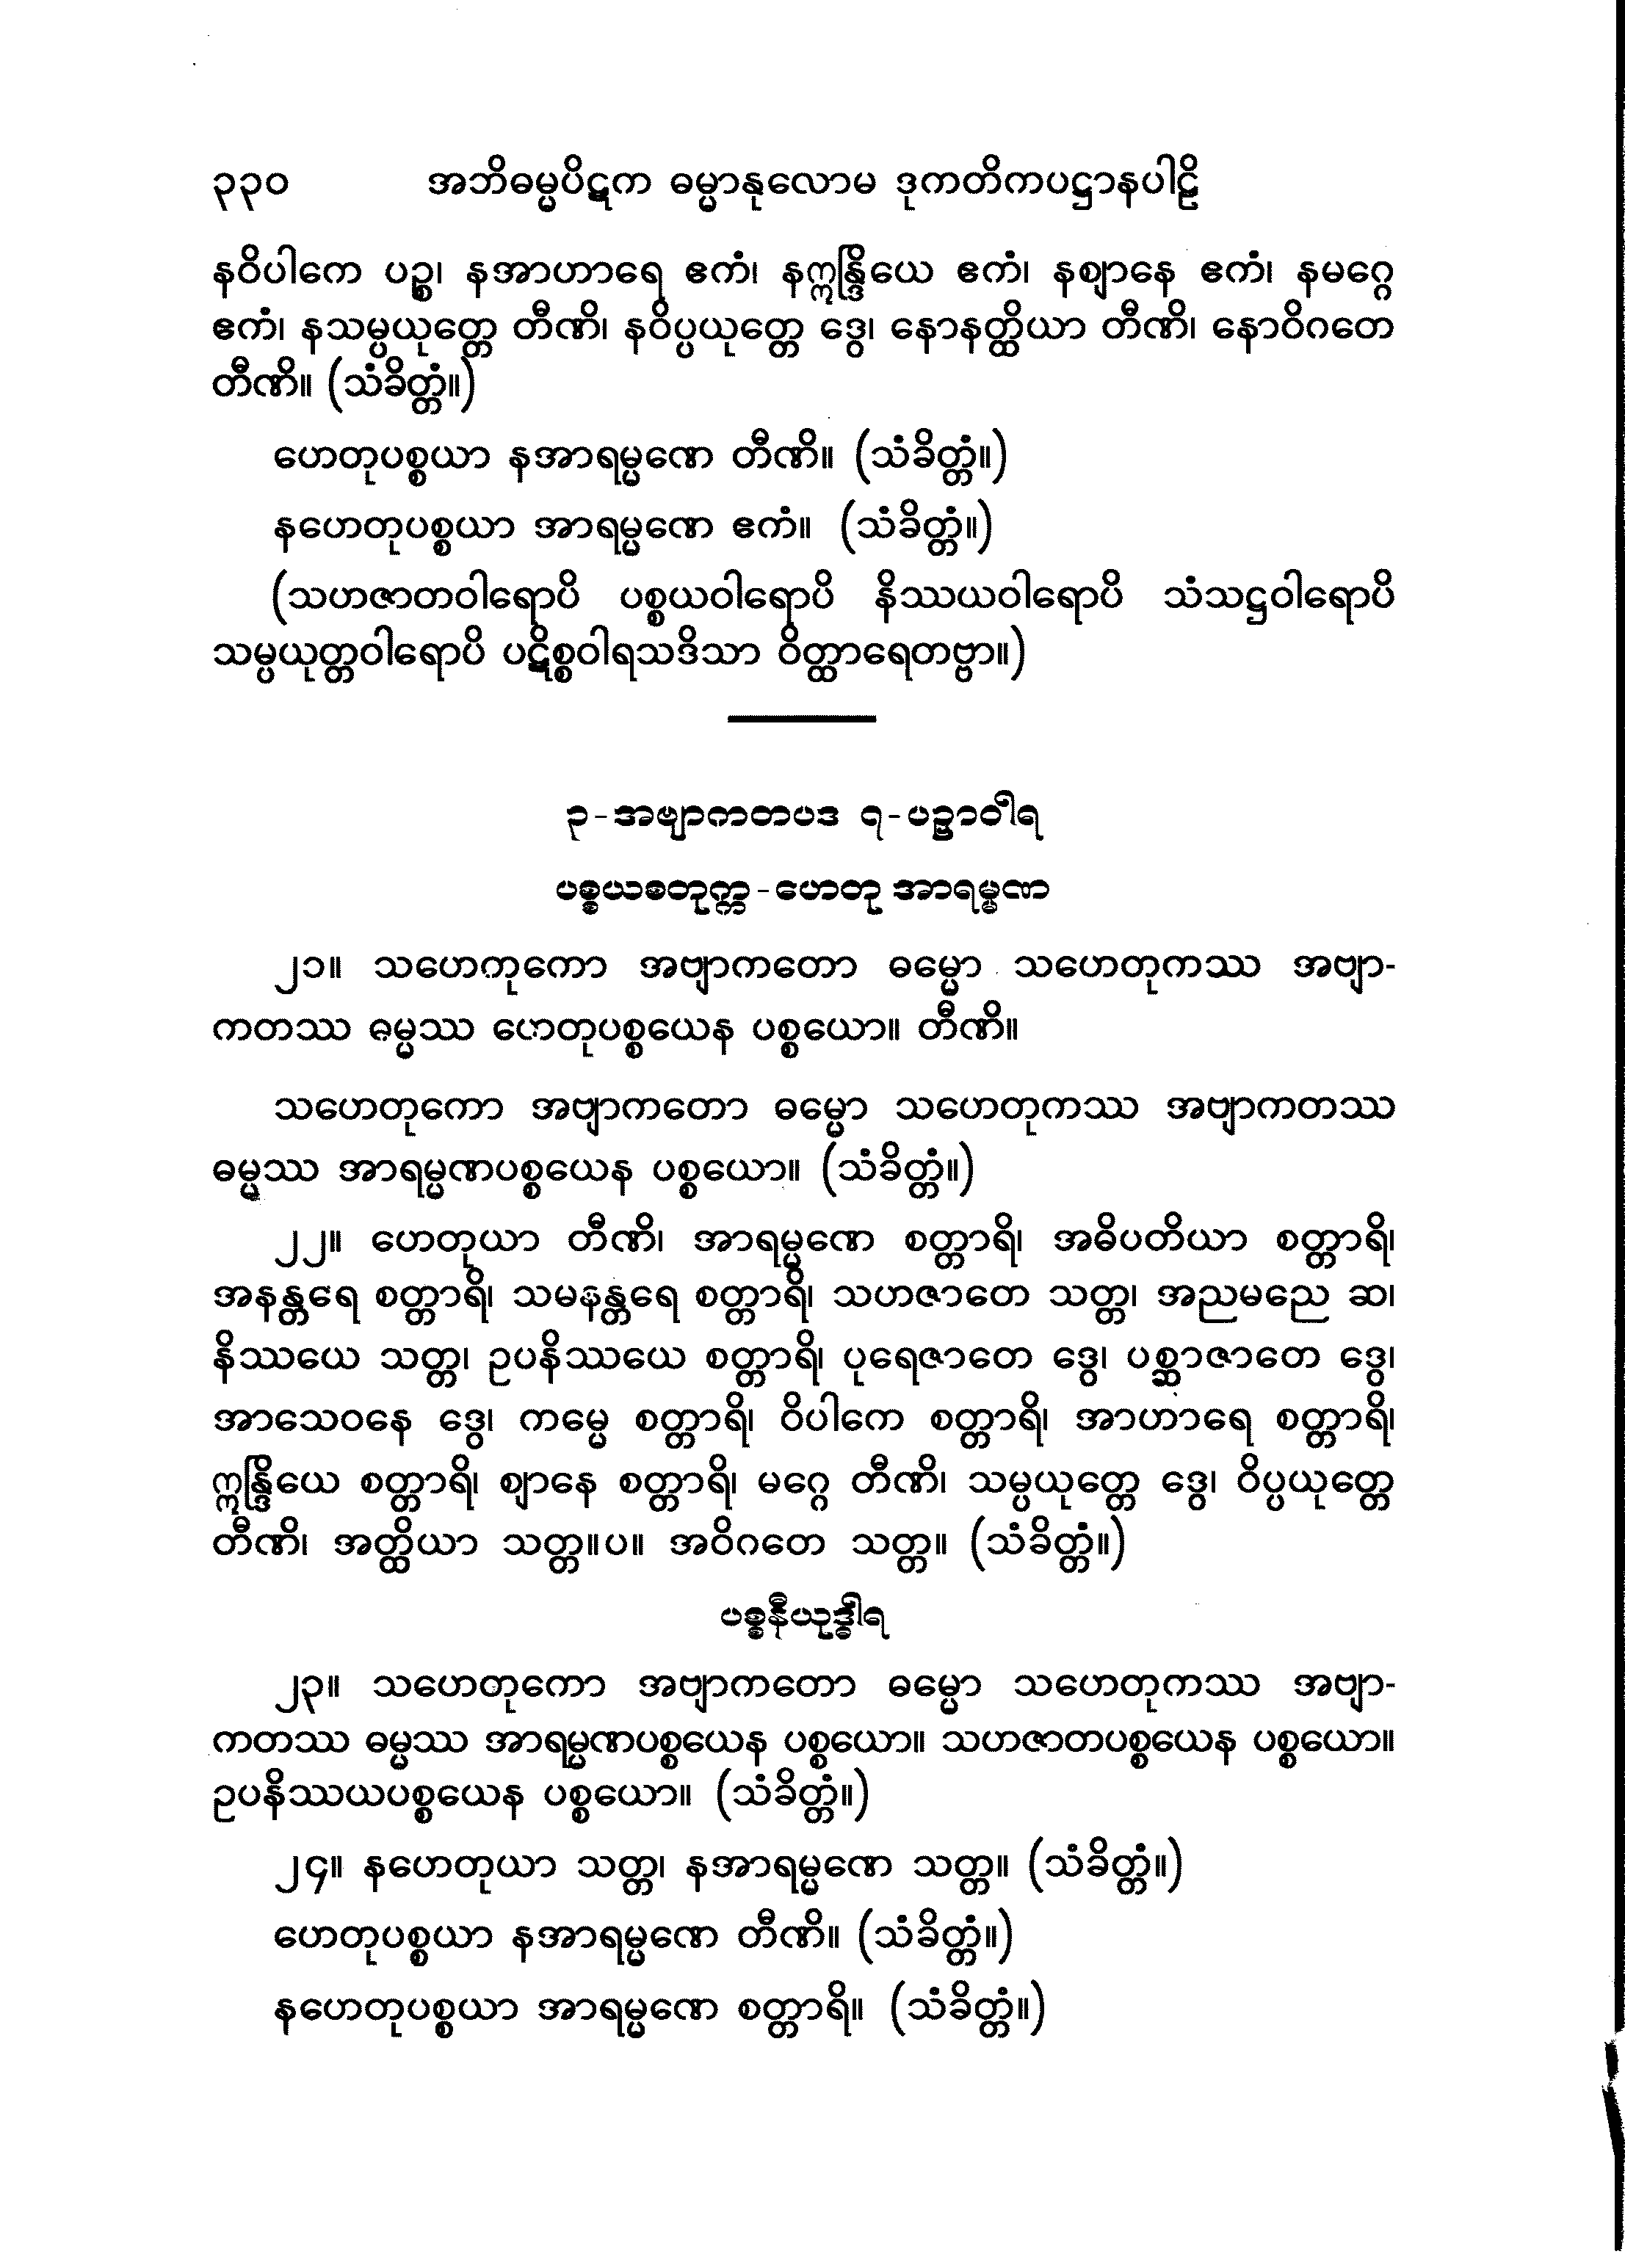 ၃၃၀ အဘိဓမ္မပိဋက ဓမ္မာနုလောမ ဒုကတိကပဋ္ဌာနပါဠိ
နဝိပါကေ ပဉ္စ၊ နအာဟာရေ ဧကံ၊ နဣန္ဒြိယေ ဧကံ၊ နဈာနေ ဧကံ၊ နမဂ္ဂေ
ဧကံ၊ နသမ္ပယုတ္တေ တီဏိ၊ နဝိပ္ပယုတ္တေ ဒွေ၊ နောနတ္ထိယာ တီဏိ၊ နောဝိဂတေ
တီဏိ။ (သံခိတ္တံ။)
ဟေတုပစ္စယာ နအာရမ္မဏေ တီဏိ။ (သံခိတ္တံ။)
နဟေတုပစ္စယာ အာရမ္မဏေ ဧကံ။ (သံခိတ္တံ။)
(သဟဇာတဝါရောပိ ပစ္စယဝါရောပိ နိဿယဝါရောပိ သံသဋ္ဌဝါရောပိ
သမ္ပယုတ္တဝါရောပိ ပဋိစ္စဝါရသဒိသာ ဝိတ္ထာရေတဗ္ဗာ။)
၃-အဗျာကတပဒ ၇-ပဉှာဝါရ
ပစ္စယစတုက္က-ဟေတု အာရမ္မဏ
၂၁။ သဟေကုကော အဗျာကတော ဓမ္မော သဟေတုကဿ အဗျာ-
ကတဿ ဓမ္မဿ ဟေတုပစ္စယေန ပစ္စယော။ တီဏိ။
သဟေတုကော အဗျာကတော ဓမ္မော သဟေတုကဿ အဗျာကတဿ
ဓမ္မဿ အာရမ္မဏပစ္စယေန ပစ္စယော။ (သံခိတ္တံ။)
၂၂။ ဟေတုယာ တီဏိ၊ အာရမ္မဏေ စတ္တာရိ၊ အဓိပတိယာ စတ္တာရိ၊
အနန္တရေ စတ္တာရိ၊ သမနန္တရေ စတ္တာရိ၊ သဟဇာတေ သတ္တ၊ အညမညေ ဆ၊
နိဿယေ သတ္တ၊ ဥပနိဿယေ စတ္တာရိ၊ ပုရေဇာတေ ဒွေ၊ ပစ္ဆာဇာတေ ဒွေ၊
အာသေဝနေ ဒွေ၊ ကမ္မေ စတ္တာရိ၊ ဝိပါကေ စတ္တာရိ၊ အာဟာရေ စတ္တာရိ၊
ဣန္ဒြိယေ စတ္တာရိ၊ ဈာနေ စတ္တာရိ၊ မဂ္ဂေ တီဏိ၊ သမ္ပယုတ္တေ ဒွေ၊ ဝိပ္ပယုတ္တေ
တီဏိ၊ အတ္ထိယာ သတ္တ။ပ။ အဝိဂတေ သတ္တ။ (သံခိတ္တံ။)
ပစ္စနီယုဒ္ဓါရ
၂၃။ သဟေတုကော အဗျာကတော ဓမ္မော သဟေတုကဿ အဗျာ-
ကတဿ ဓမ္မဿ အာရမ္မဏပစ္စယေန ပစ္စယော။ သဟဇာတပစ္စယေန ပစ္စယော။
ဥပနိဿယပစ္စယေန ပစ္စယော။ (သံခိတ္တံ။)
၂၄။ နဟေတုယာ သတ္တ၊ နအာရမ္မဏေ သတ္တ။ (သံခိတ္တံ။)
ဟေတုပစ္စယာ နအာရမ္မဏေ တီဏိ။ (သံခိတ္တံ။)
နဟေတုပစ္စယာ အာရမ္မဏေ စတ္တာရိ။ (သံခိတ္တံ။)